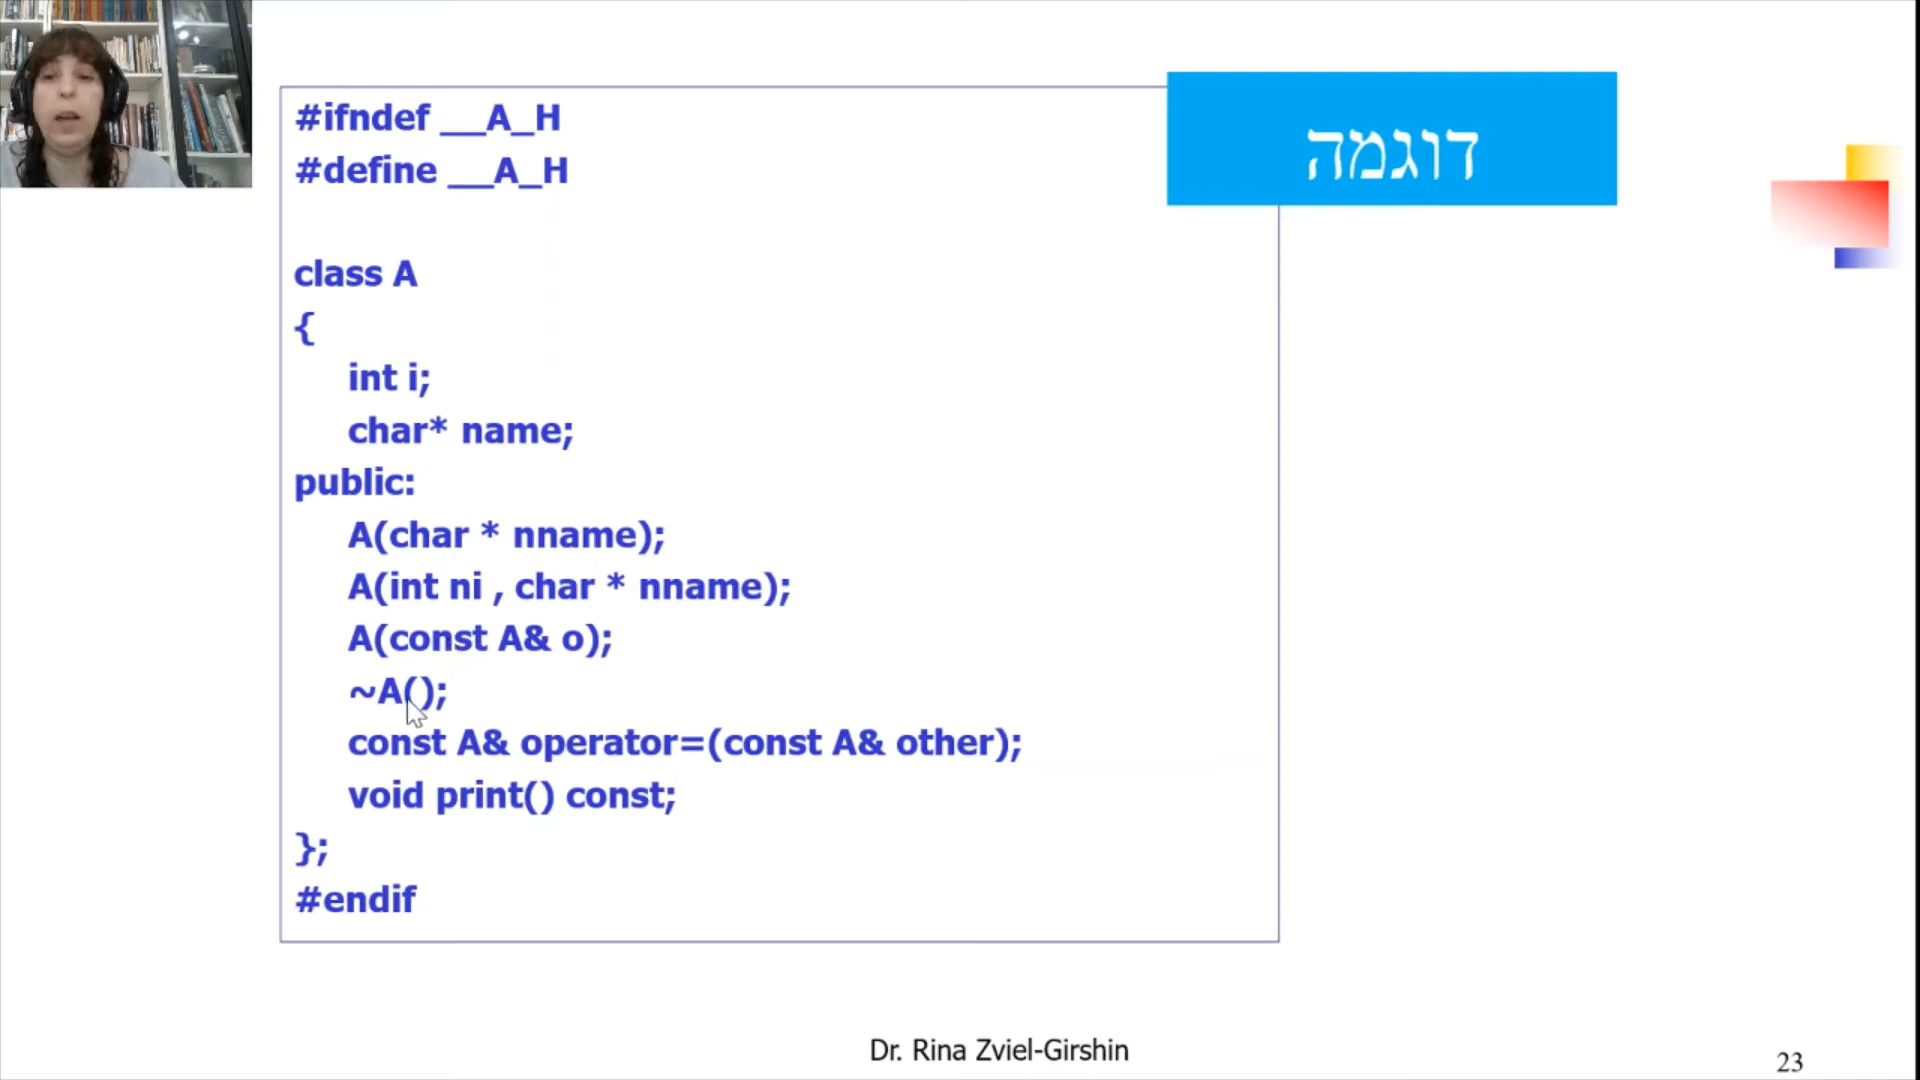 דוגמה
#ifndef __A_H
#define __A_H
class A
{
int i;
char* name;
public:
A(char * nname);
A(int ni , char * nname);
A(const A& o);
~A();
const A& operator=(const A& other);
void print() const;
};
#endif
Dr. Rina Zviel-Girshin
23